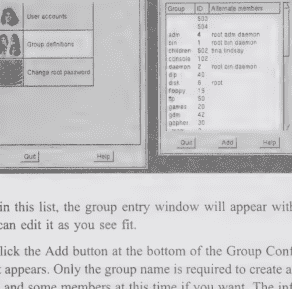 User accounts
Group definitions
Change root password
Quit Help
Group ID Alternate members
500
504
adm 4 root adm daemon
bin 1 root bin daemon
children 502 tina lindsay
console 102
daemon 2 root bin daemon
dip 40
disk 6 root
floppy 19
ftp 50
games 20
gdm 42
gopher 30
Quit Add Help
in this list, the group entry window will appear with
can edit it as you see fit.
lick the Add button at the bottom of the Group Conf
t appears. Only the group name is required to create a
and some members at this time if you want. The inf